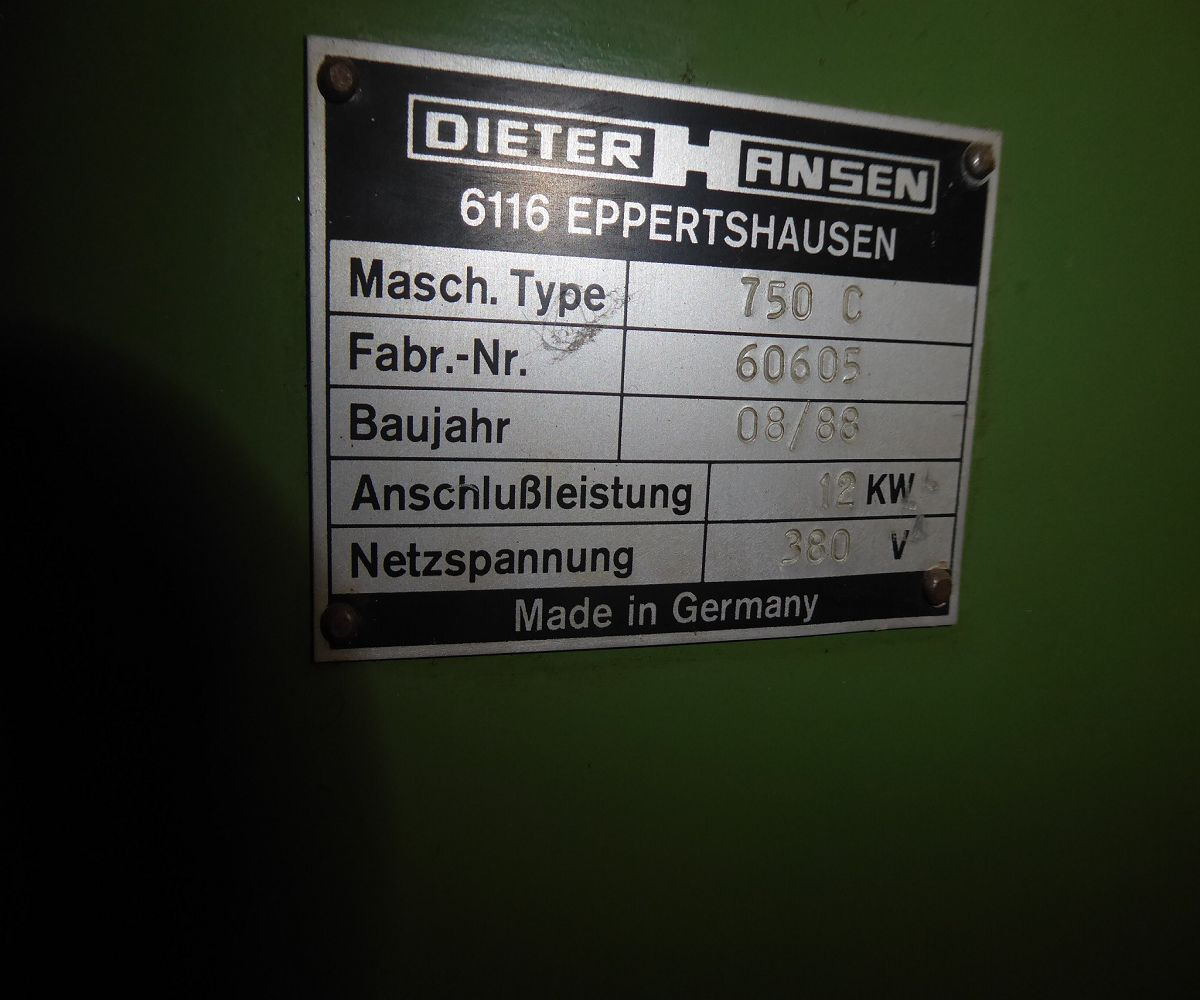 DIETER HANSEN
6116 EPPERTSHAUSEN
Masch. Type 750 C
Fabr.-Nr. 60605
Baujahr 08/88
Anschlußleistung 12 KW
Netzspannung 380 V
Made in Germany